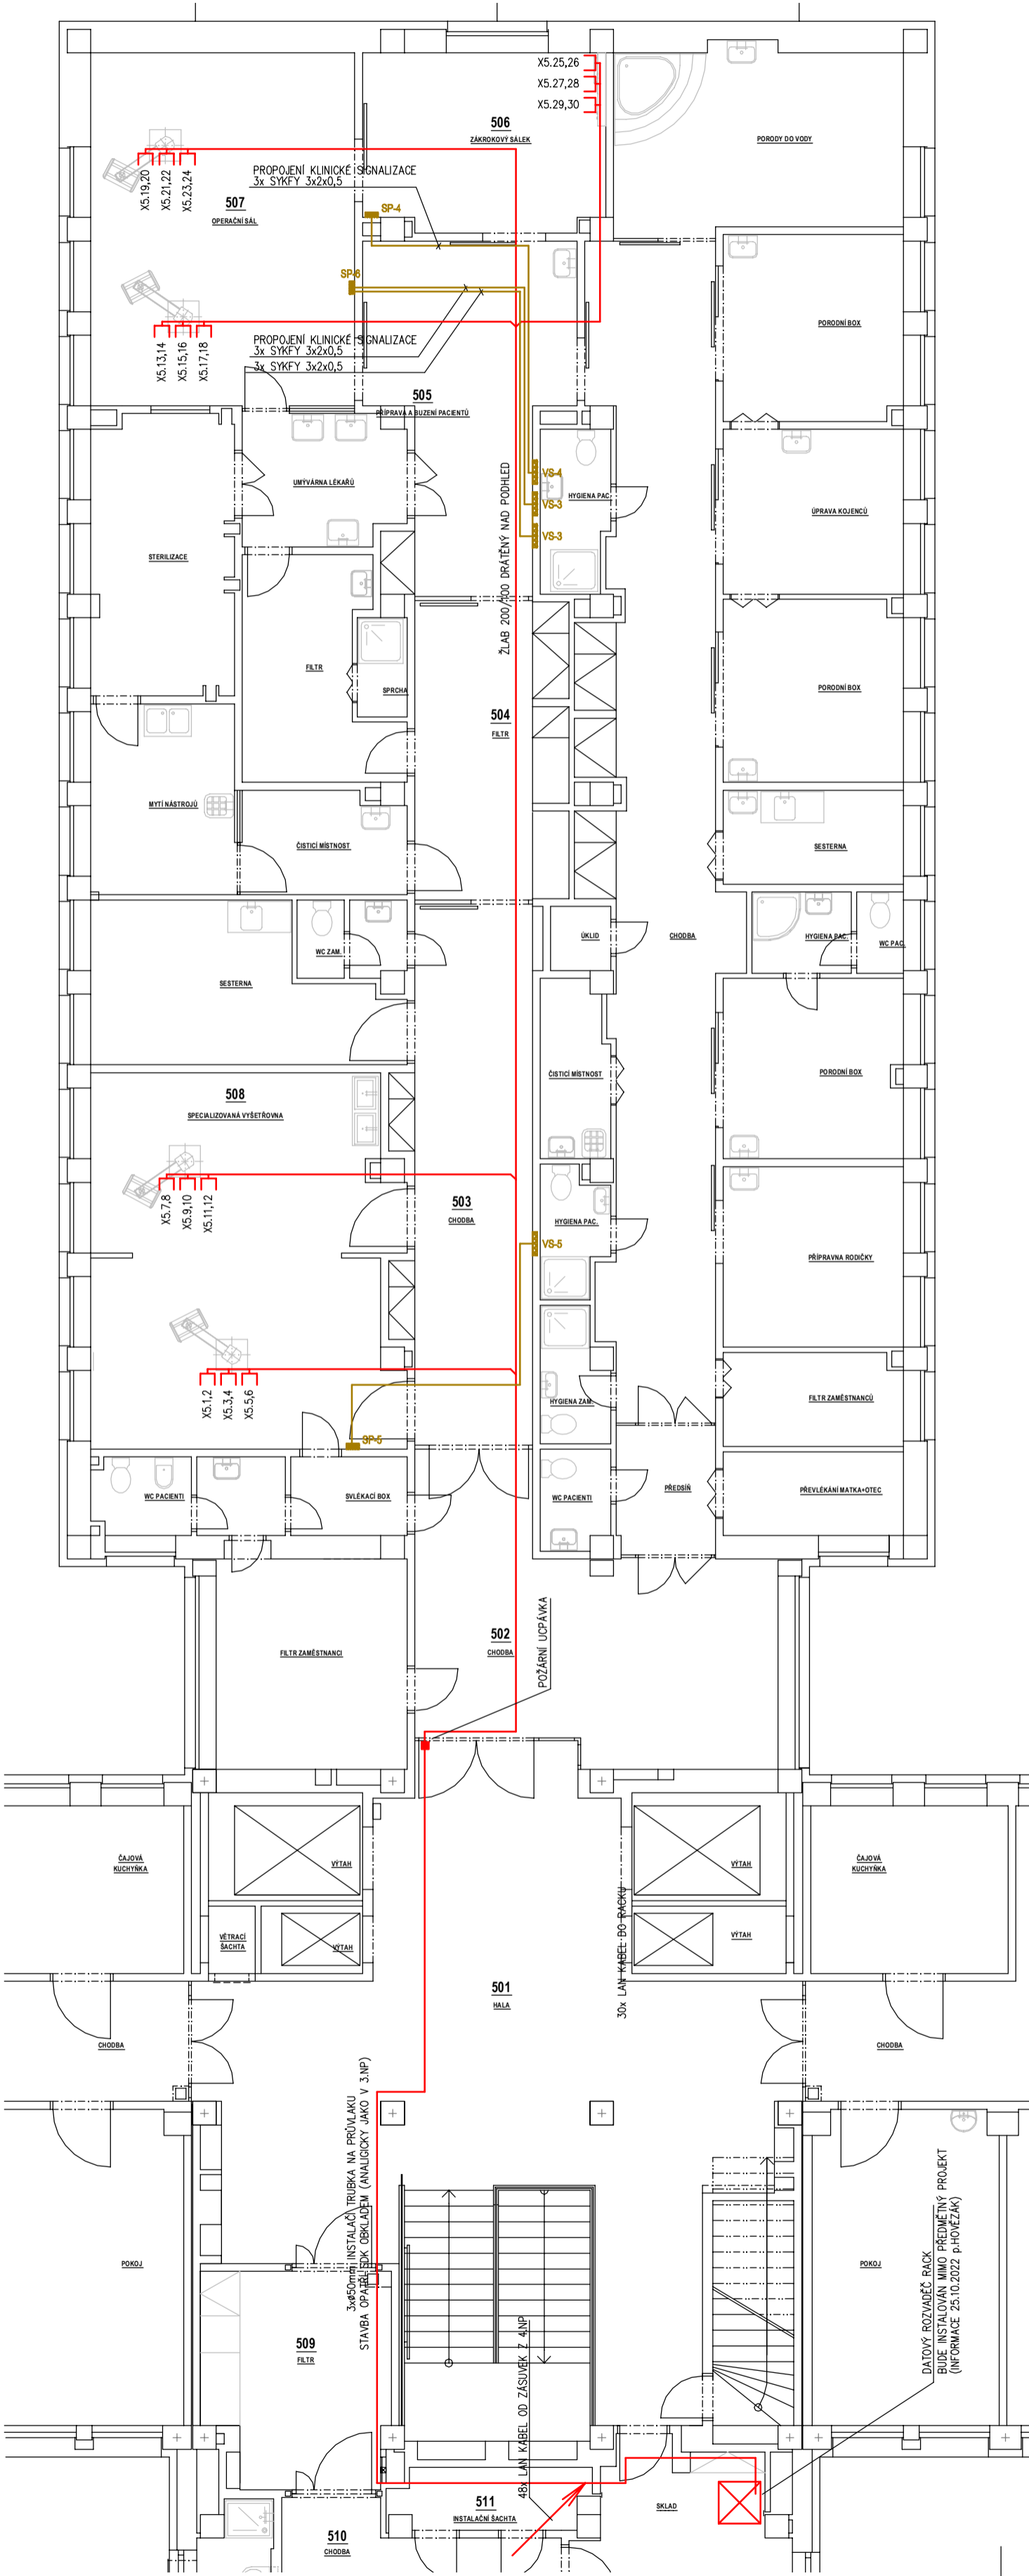 X5.25,26
X5.27,28
X5.29,30
506
ZÁKROKOVÝ SÁLEK
PORODY DO VODY
PROPOJENÍ KLINICKÉ SIGNALIZACE
3x SYKFY 3x2x0,5
X5.19,20
X5.21,22
X5.23,24
507
OPERAČNÍ SÁL
SP-4
SP-6
X5.13,14
X5.15,16
X5.17,18
PROPOJENÍ KLINICKÉ SIGNALIZACE
3x SYKFY 3x2x0,5
3x SYKFY 3x2x0,5
PORODNÍ BOX
505
PŘÍPRAVA A BUZENÍ PACIENTŮ
UMÝVÁRNA LÉKAŘŮ
ŽLAB 200/100 DRÁTĚNÝ NAD PODHLED
VS-4
VS-3
VS-3
HYGIENA PAC.
ÚPRAVA KOJENCŮ
STERILIZACE
FILTR
SPRCHA
504
FILTR
PORODNÍ BOX
MYTÍ NÁSTROJŮ
ČISTICÍ MÍSTNOST
SESTERNA
ÚKLID
CHODBA
HYGIENA PAC.
WC PAC.
WC ZAM.
SESTERNA
ČISTICÍ MÍSTNOST
PORODNÍ BOX
508
SPECIALIZOVANÁ VYŠETŘOVNA
X5.7,8
X5.9,10
X5.11,12
503
CHODBA
HYGIENA PAC.
VS-5
PŘÍPRAVNA RODIČKY
X5.1,2
X5.3,4
X5.5,6
HYGIENA ZAM.
FILTR ZAMĚSTNANCŮ
SP-5
WC PACIENTI
SVLÉKACÍ BOX
WC PACIENTI
PŘEDSÍŇ
PŘEVLÉKÁNÍ MATKA+OTEC
502
CHODBA
POŽÁRNÍ UCPÁVKA
FILTR ZAMĚSTNANCI
ČAJOVÁ
KUCHYŇKA
VÝTAH
VÝTAH
ČAJOVÁ
KUCHYŇKA
VĚTRACÍ
ŠACHTA
VÝTAH
VÝTAH
30x LAN KABEL DO RACKU
501
HALA
CHODBA
CHODBA
3xø50mm INSTALAČÍ TRUBKA NA PRŮVLAKU
STAVBA OPATŘÍ SDK OBKLADEM (ANALIGICKY JAKO V 3.NP)
POKOJ
POKOJ
DATOVÝ ROZVADĚČ RACK
BUDE INSTALOVÁN MIMO PŘEDMĚTNÝ PROJEKT
(INFORMACE 25.10.2022 p.HOVĚZÁK)
509
FILTR
48x LAN KABEL OD ZÁSUVEK Z 4.NP
511
INSTALAČNÍ ŠACHTA
SKLAD
510
CHODBA